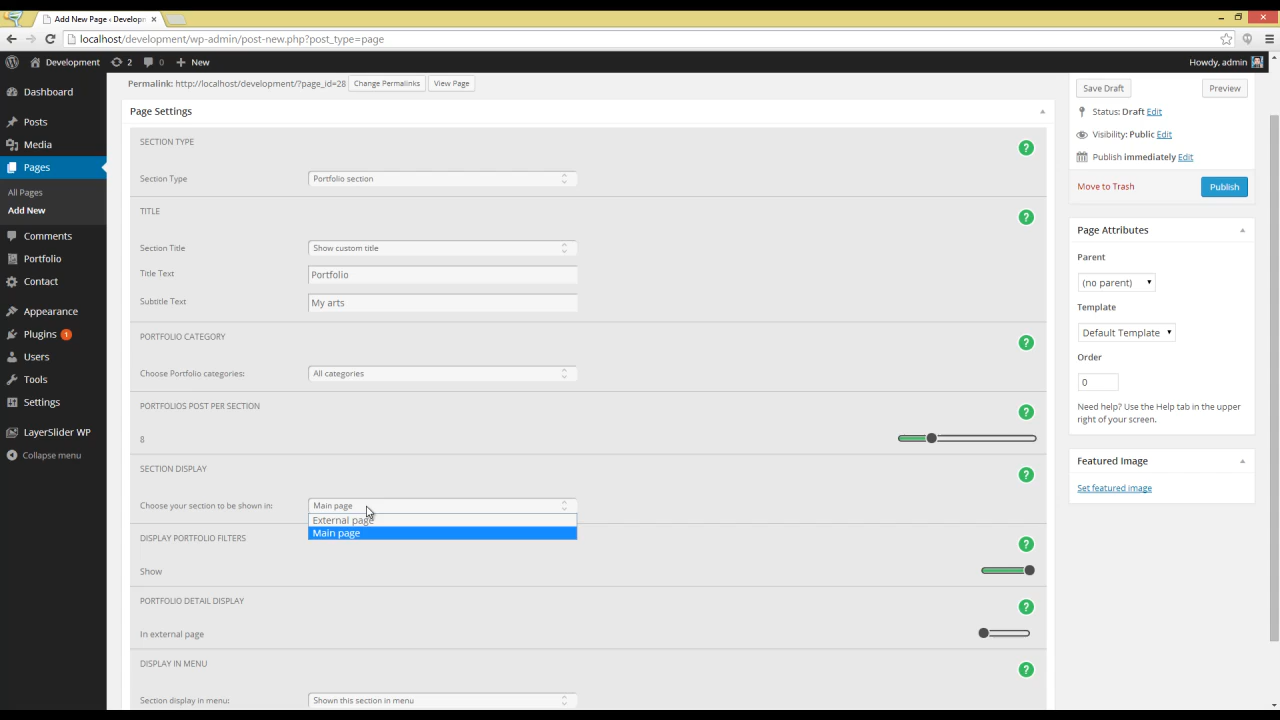 Add New Page ‹ Developm
localhost/development/wp-admin/post-new.php?post_type=page
Development 2 0 New Howdy, admin
Dashboard
Posts
Media
Pages
All Pages
Add New
Comments
Portfolio
Contact
Appearance
Plugins 1
Users
Tools
Settings
LayerSlider WP
Collapse menu
Permalink: http://localhost/development/?page_id=28 Change Permalinks View Page
Page Settings
SECTION TYPE ?
Section Type Portfolio section
TITLE ?
Section Title Show custom title
Title Text Portfolio
Subtitle Text My arts
PORTFOLIO CATEGORY ?
Choose Portfolio categories: All categories
PORTFOLIOS POST PER SECTION ?
8
SECTION DISPLAY ?
Choose your section to be shown in: Main page
External page
Main page
DISPLAY PORTFOLIO FILTERS ?
Show
PORTFOLIO DETAIL DISPLAY ?
In external page
DISPLAY IN MENU ?
Section display in menu: Shown this section in menu
Save Draft Preview
Status: Draft Edit
Visibility: Public Edit
Publish immediately Edit
Move to Trash Publish
Page Attributes
Parent
(no parent)
Template
Default Template
Order
0
Need help? Use the Help tab in the upper
right of your screen.
Featured Image
Set featured image